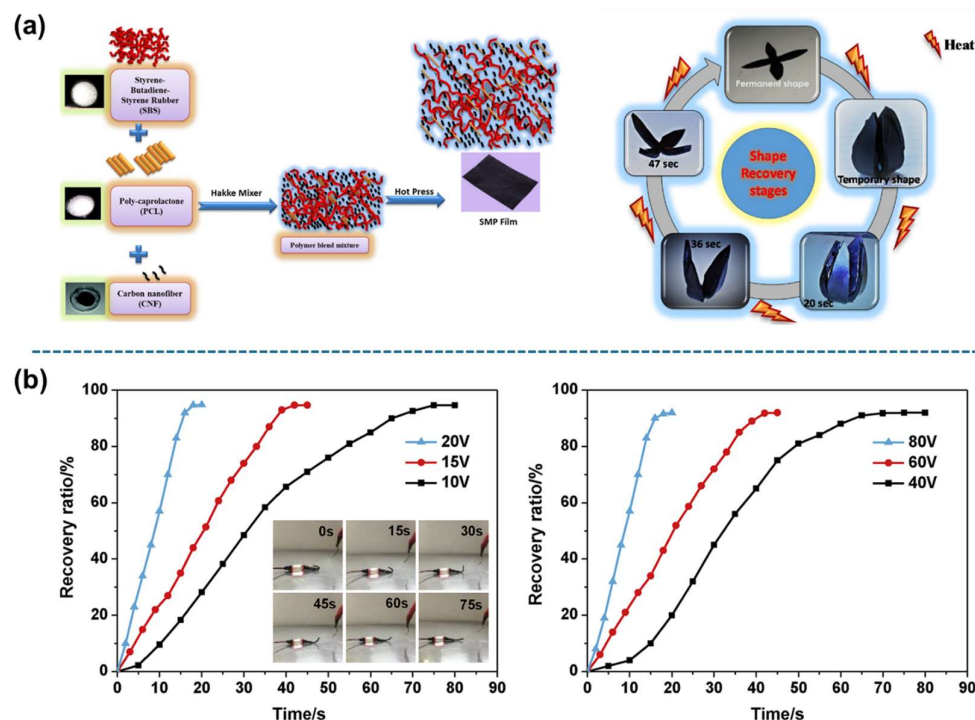 (a)
Styrene-
Butadiene-
Styrene Rubber
(SBS)
Poly-caprolactone
(PCL)
Carbon nanofiber
(CNF)
Hakke Mixer
Polymer blend mixture
Hot Press
SMP Film
Heat
Permanent shape
Temporary shape
20 sec
36 sec
47 sec
Shape
Recovery
stages
(b)
Recovery ratio/%
100
80
60
40
20
0
20V
15V
10V
0s
15s
30s
45s
60s
75s
0 10 20 30 40 50 60 70 80 90
Time/s
Recovery ratio/%
100
80
60
40
20
0
80V
60V
40V
0 10 20 30 40 50 60 70 80 90
Time/s